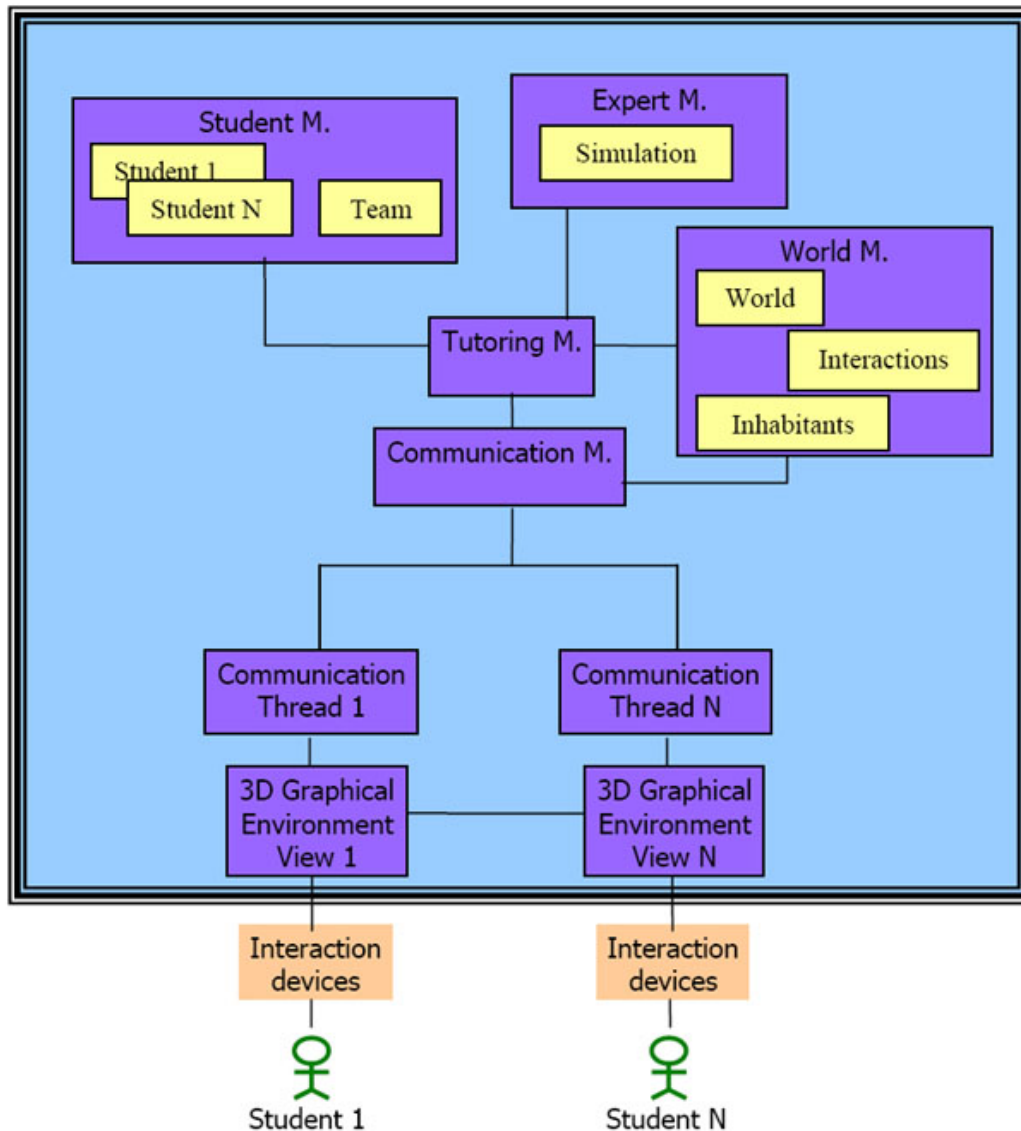 Student M.
Student 1
Student N
Team
Expert M.
Simulation
World M.
World
Interactions
Inhabitants
Tutoring M.
Communication M.
Communication
Thread 1
Communication
Thread N
3D Graphical
Environment
View 1
3D Graphical
Environment
View N
Interaction
devices
Interaction
devices
Student 1
Student N